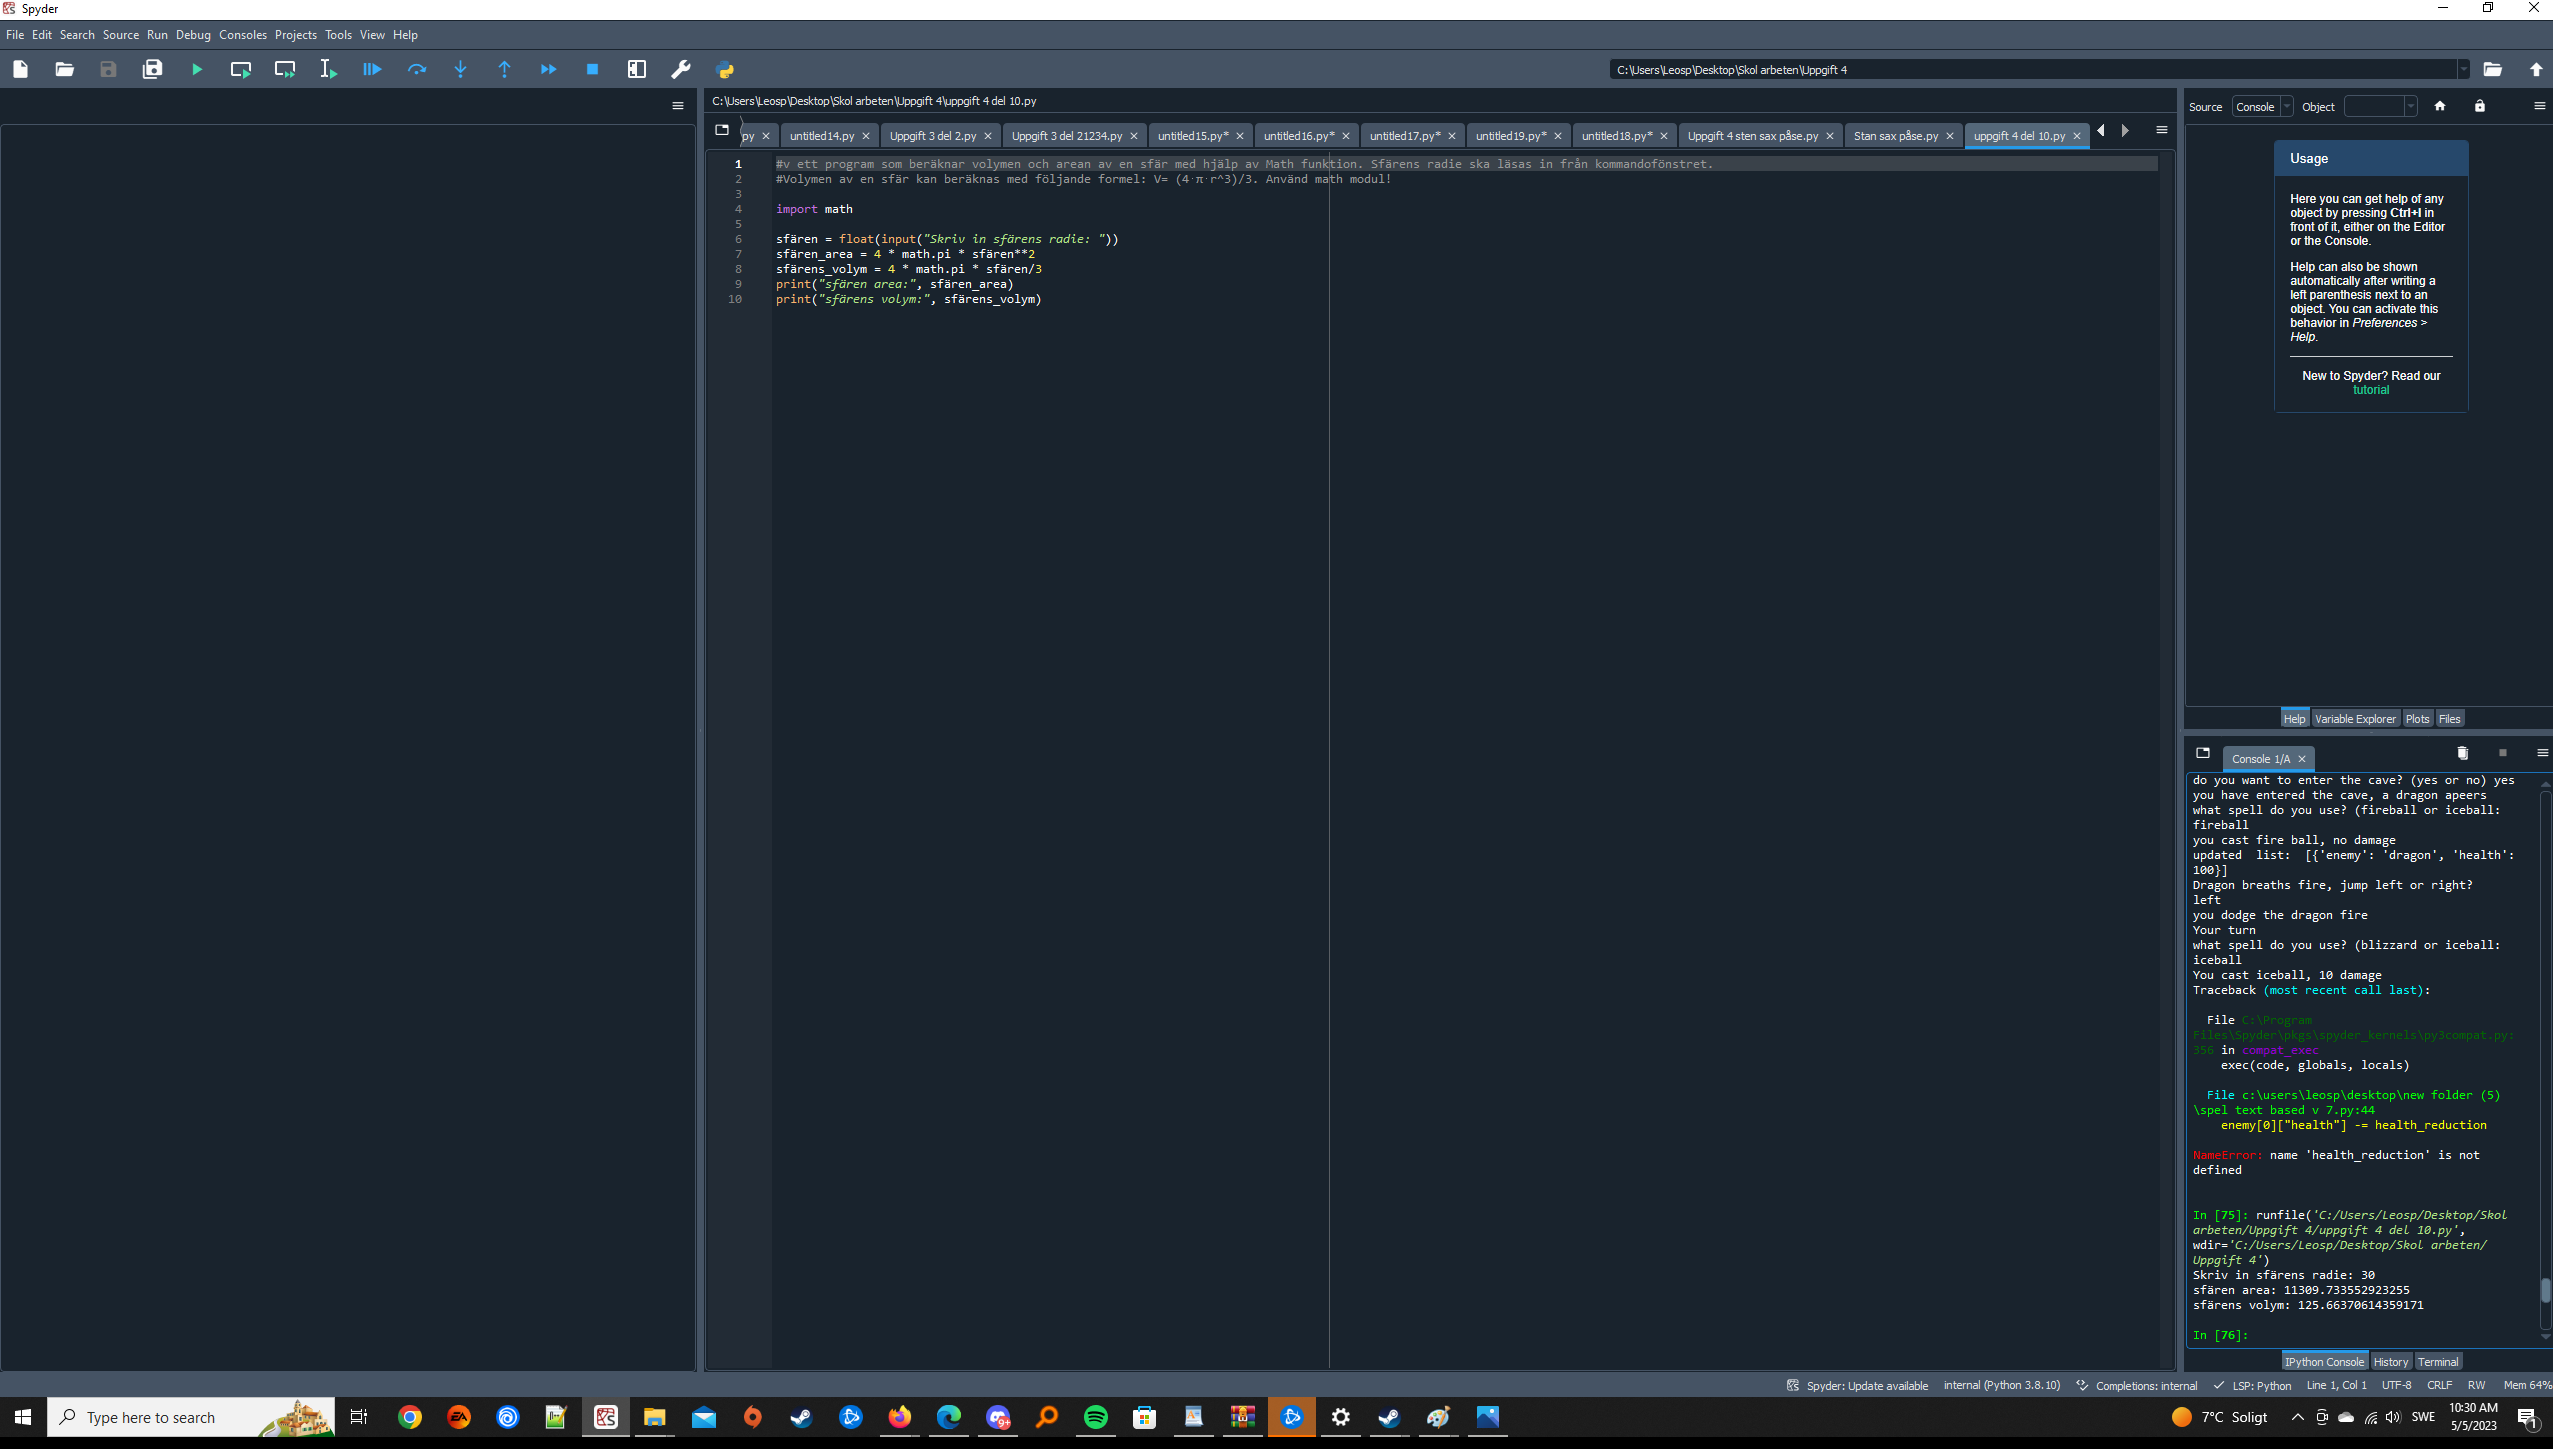 Spyder
File Edit Search Source Run Debug Consoles Projects Tools View Help
C:\Users\Leosp\Desktop\Skol arbeten\Uppgift 4
C:\Users\Leosp\Desktop\Skol arbeten\Uppgift 4\uppgift 4 del 10.py
py untitled14.py Uppgift 3 del 2.py Uppgift 3 del 21234.py untitled15.py* untitled16.py* untitled17.py* untitled19.py* untitled18.py* Uppgift 4 sten sax påse.py Stan sax påse.py uppgift 4 del 10.py
1 #v ett program som beräknar volymen och arean av en sfär med hjälp av Math funktion. Sfärens radie ska läsas in från kommandofönstret.
2 #Volymen av en sfär kan beräknas med följande formel: V= (4·π·r^3)/3. Använd math modul!
3
4 import math
5
6 sfären = float(input("Skriv in sfärens radie: "))
7 sfären_area = 4 * math.pi * sfären**2
8 sfärens_volym = 4 * math.pi * sfären/3
9 print("sfären area:", sfären_area)
10 print("sfärens volym:", sfärens_volym)
Source Console Object
Usage
Here you can get help of any
object by pressing Ctrl+I in
front of it, either on the Editor
or the Console.
Help can also be shown
automatically after writing a
left parenthesis next to an
object. You can activate this
behavior in Preferences >
Help.
New to Spyder? Read our
tutorial
Help Variable Explorer Plots Files
Console 1/A
do you want to enter the cave? (yes or no) yes
you have entered the cave, a dragon apeers
what spell do you use? (fireball or iceball:
fireball
you cast fire ball, no damage
updated  list:  [{'enemy': 'dragon', 'health':
100}]
Dragon breaths fire, jump left or right?
left
you dodge the dragon fire
Your turn
what spell do you use? (blizzard or iceball:
iceball
You cast iceball, 10 damage
Traceback (most recent call last):
File C:\Program
Files\Spyder\pkgs\spyder_kernels\py3compat.py:
356 in compat_exec
exec(code, globals, locals)
File c:\users\leosp\desktop\new folder (5)
\spel text based v 7.py:44
enemy[0]["health"] -= health_reduction
NameError: name 'health_reduction' is not
defined
In [75]: runfile('C:/Users/Leosp/Desktop/Skol
arbeten/Uppgift 4/uppgift 4 del 10.py',
wdir='C:/Users/Leosp/Desktop/Skol arbeten/
Uppgift 4')
Skriv in sfärens radie: 30
sfären area: 11309.733552923255
sfärens volym: 125.66370614359171
In [76]:
IPython Console History Terminal
Spyder: Update available internal (Python 3.8.10) Completions: internal LSP: Python Line 1, Col 1 UTF-8 CRLF RW Mem 64%
Type here to search
EA
9+
7°C Soligt
SWE
10:30 AM
5/5/2023
1